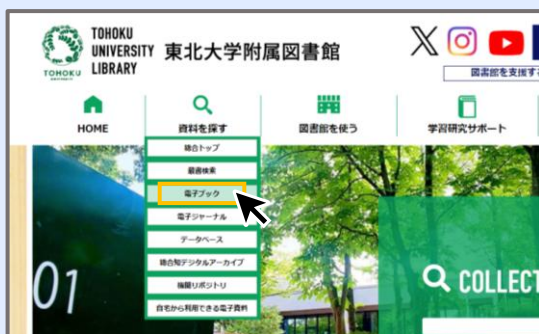 TOHOKU
UNIVERSITY
LIBRARY
東北大学附属図書館
TOHOKU
図書館を支援する
HOME
資料を探す
図書館を使う
学習研究サポート
総合トップ
蔵書検索
電子ブック
電子ジャーナル
データベース
総合知デジタルアーカイブ
機関リポジトリ
自宅から利用できる電子資料
01
COLLECT